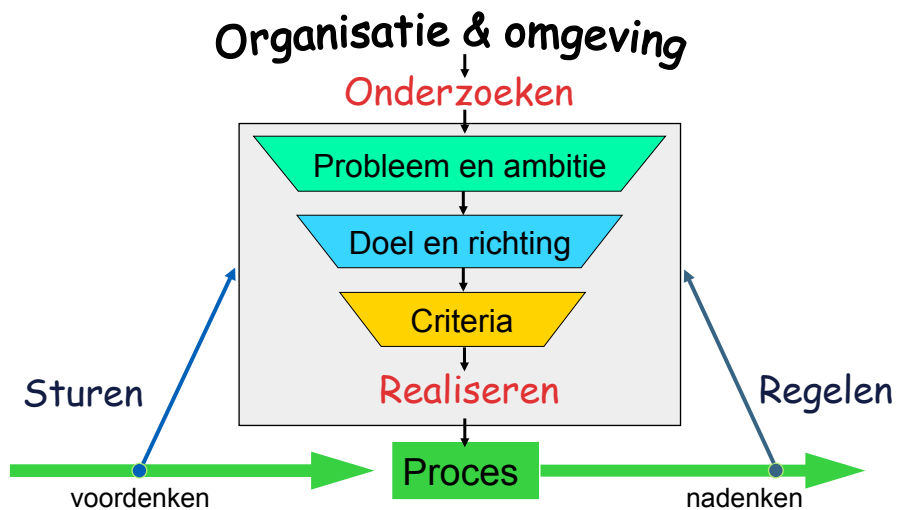 Organisatie & omgeving
Onderzoeken
Probleem en ambitie
Doel en richting
Criteria
Sturen
Realiseren
Regelen
Proces
voordenken
nadenken